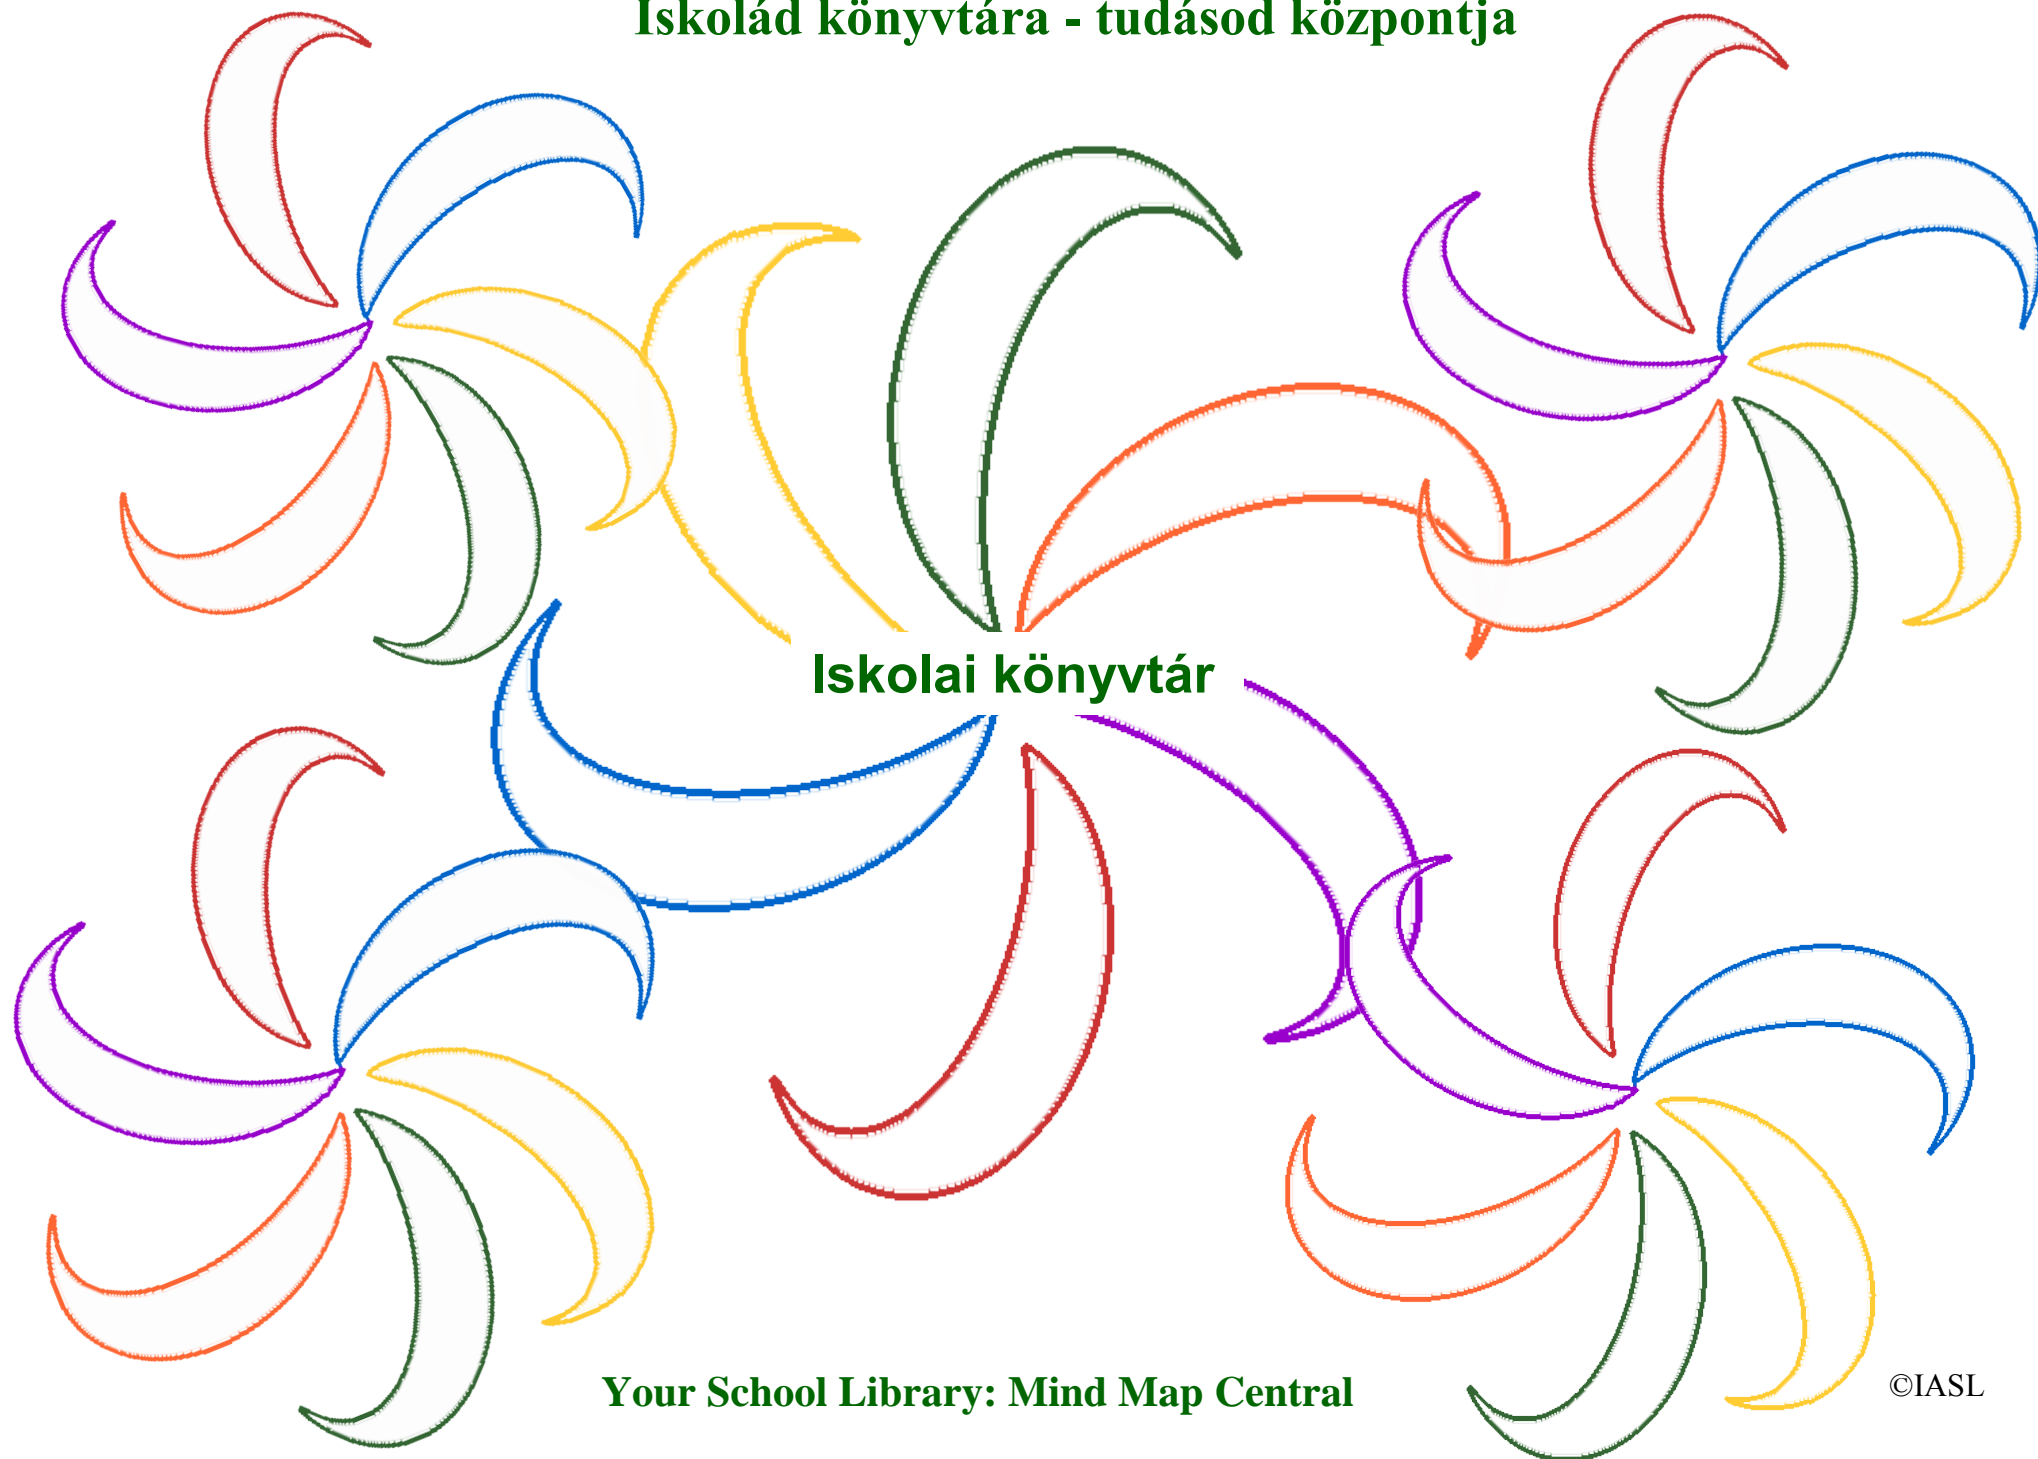 Iskolád könyvtára - tudásod központja
Iskolai könyvtár
Your School Library: Mind Map Central
©IASL